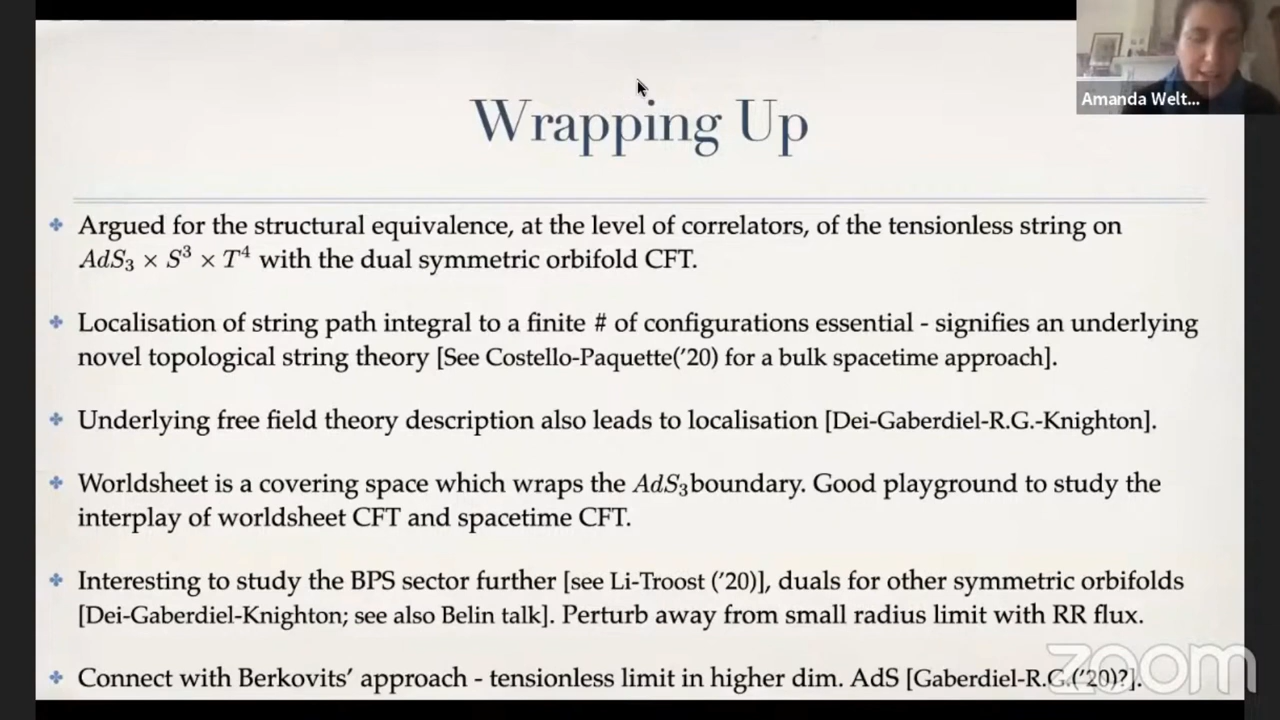 Wrapping Up
Amanda Welt...
Argued for the structural equivalence, at the level of correlators, of the tensionless string on
AdS₃ × S³ × T⁴ with the dual symmetric orbifold CFT.
Localisation of string path integral to a finite # of configurations essential - signifies an underlying
novel topological string theory [See Costello-Paquette('20) for a bulk spacetime approach].
Underlying free field theory description also leads to localisation [Dei-Gaberdiel-R.G.-Knighton].
Worldsheet is a covering space which wraps the AdS₃boundary. Good playground to study the
interplay of worldsheet CFT and spacetime CFT.
Interesting to study the BPS sector further [see Li-Troost ('20)], duals for other symmetric orbifolds
[Dei-Gaberdiel-Knighton; see also Belin talk]. Perturb away from small radius limit with RR flux.
Connect with Berkovits' approach - tensionless limit in higher dim. AdS [Gaberdiel-R.G.('20)?].
zoom